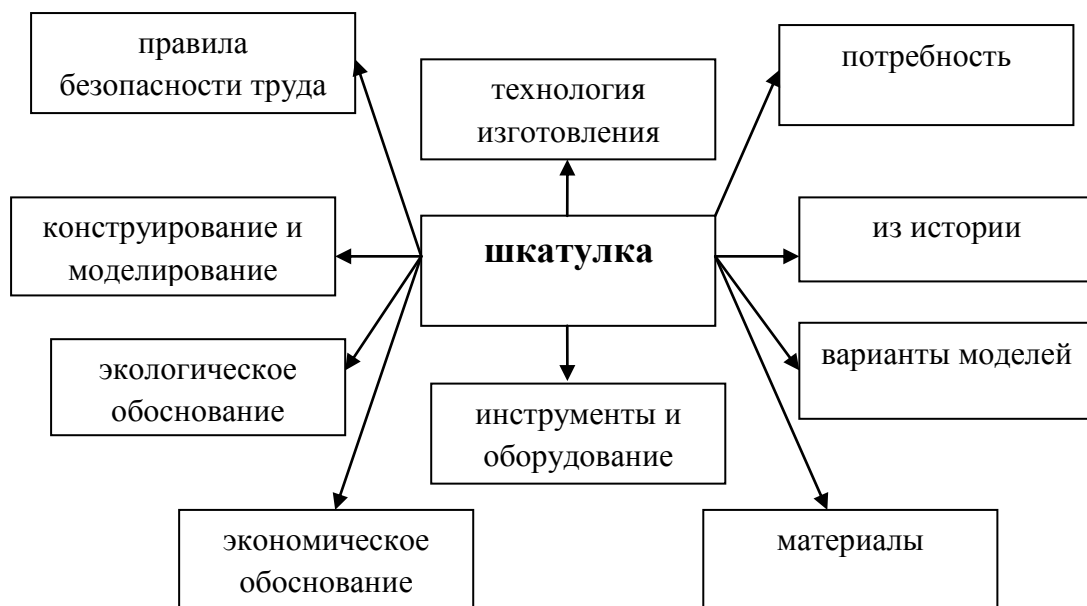 правила
безопасности труда
технология
изготовления
потребность
конструирование и
моделирование
шкатулка
из истории
экологическое
обоснование
инструменты и
оборудование
варианты моделей
экономическое
обоснование
материалы